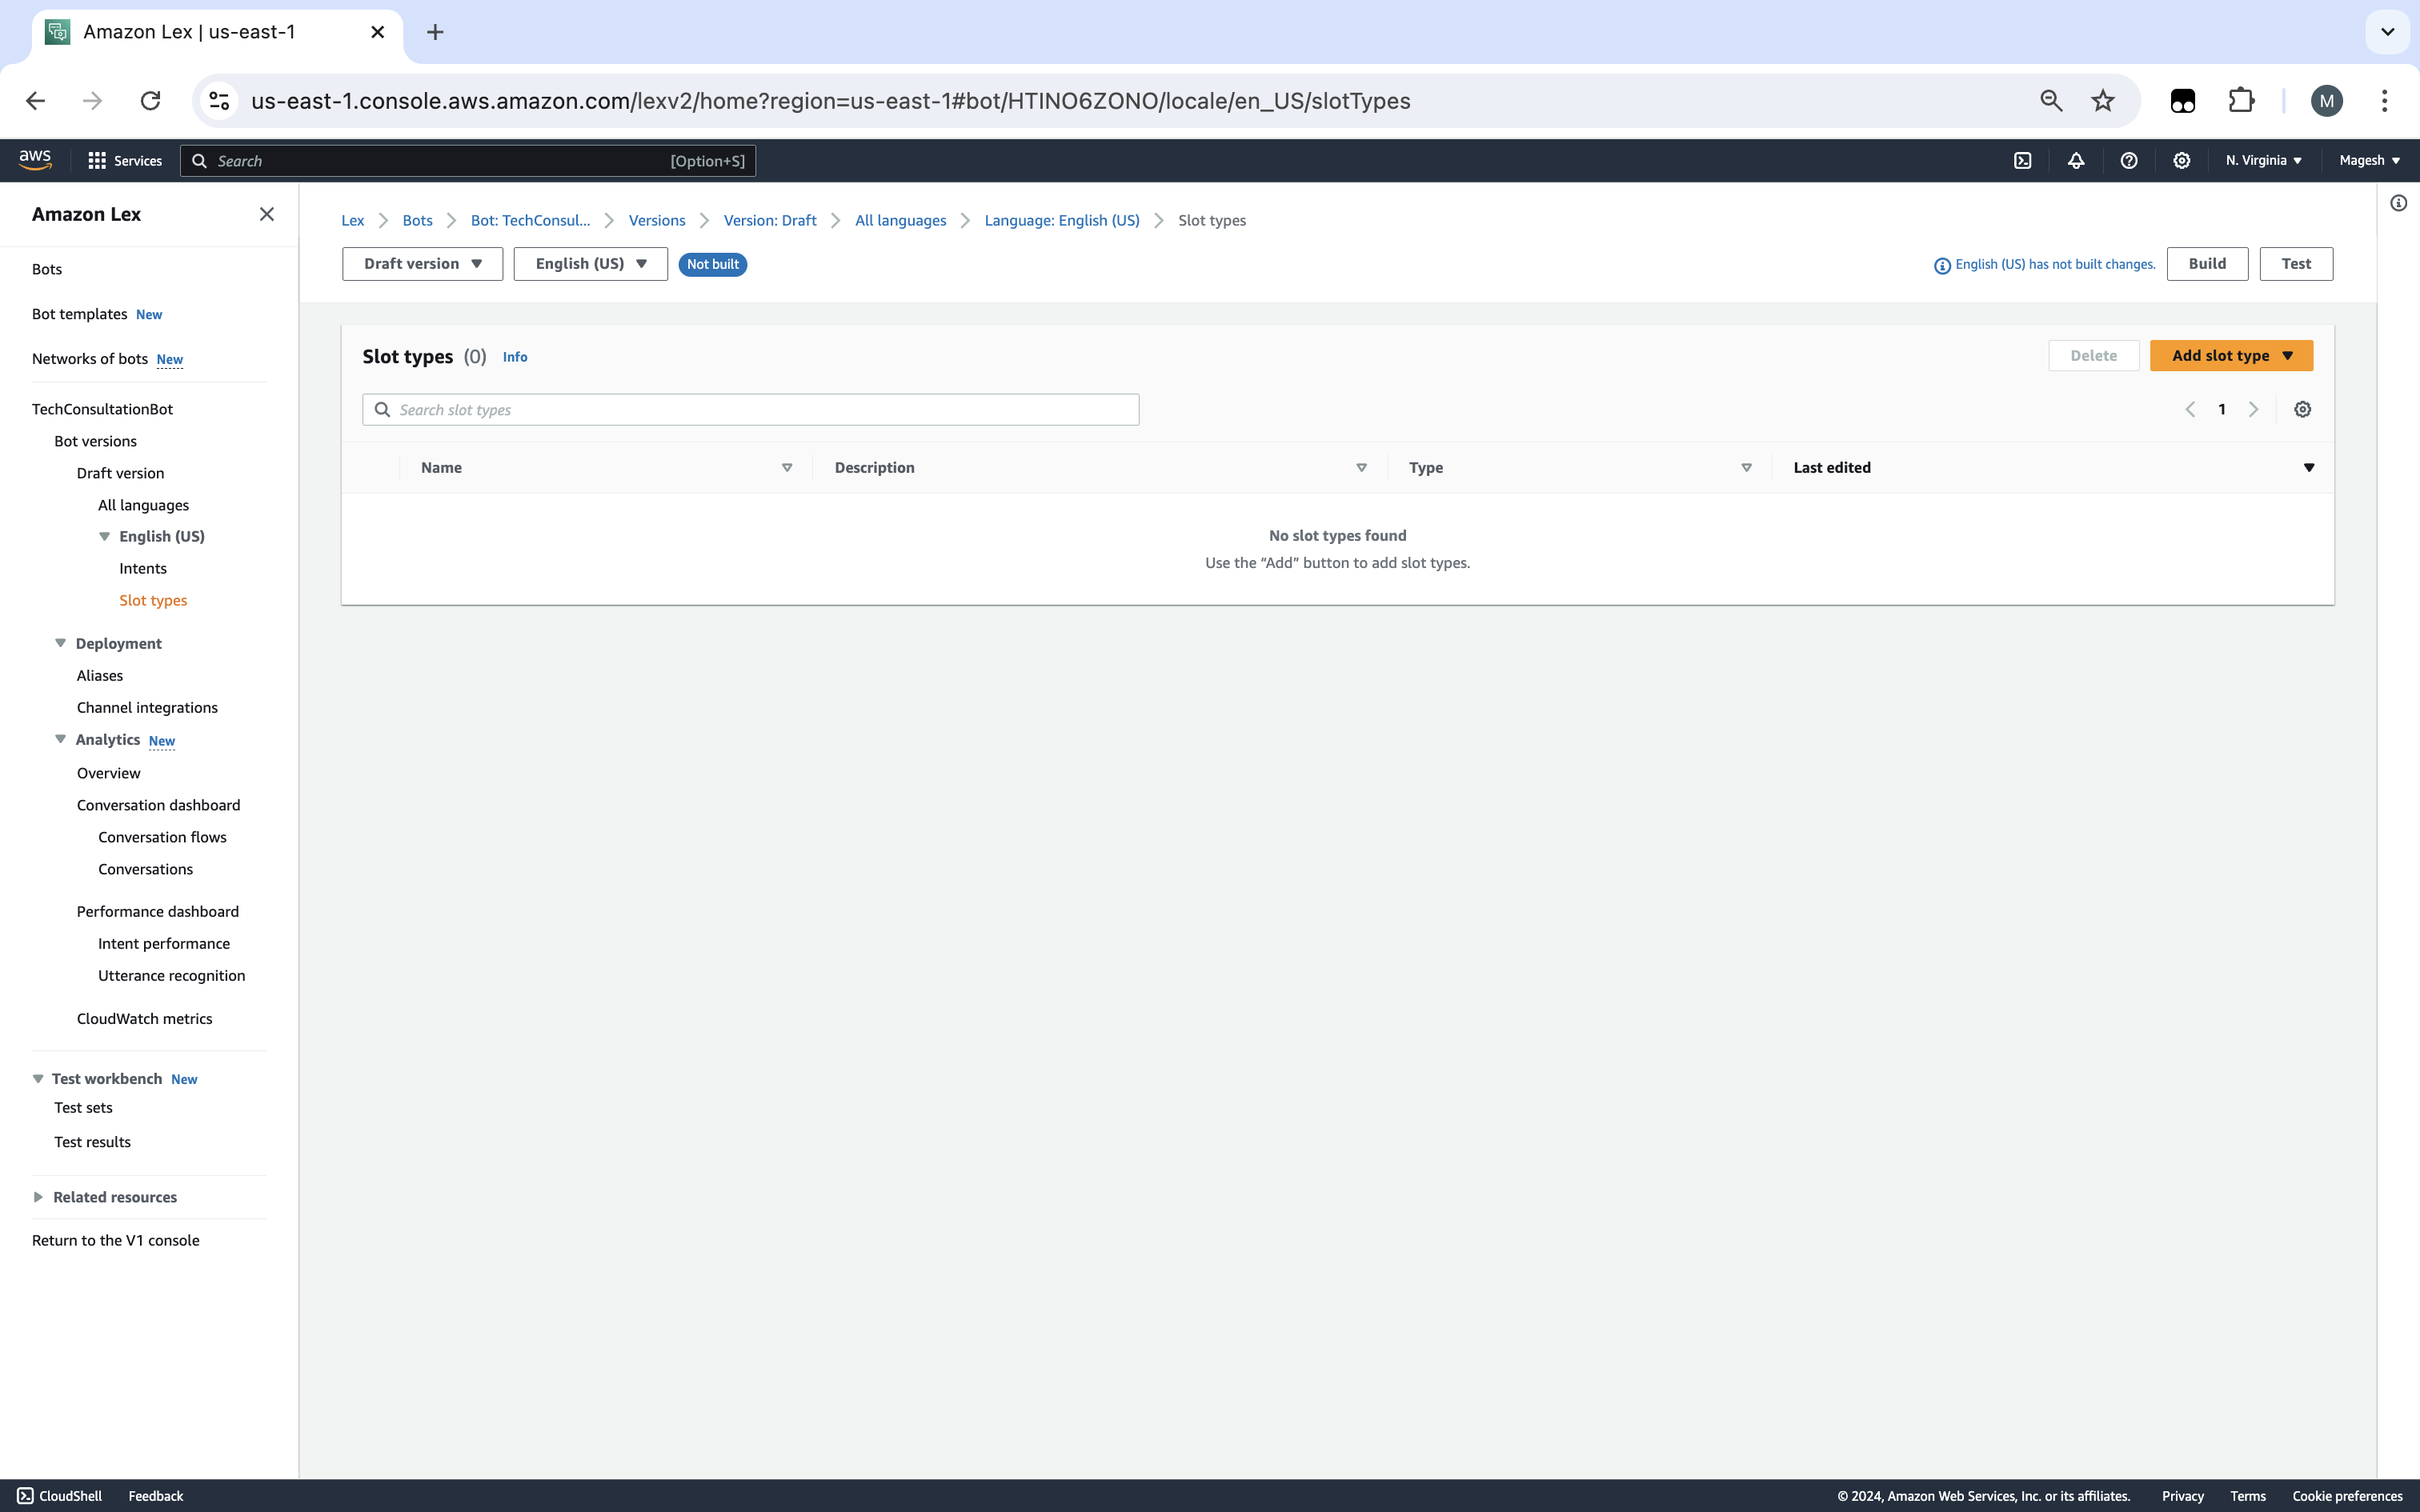 Amazon Lex | us-east-1
us-east-1.console.aws.amazon.com/lexv2/home?region=us-east-1#bot/HTINO6ZONO/locale/en_US/slotTypes
M
aws Services Search [Option+S] N. Virginia Magesh
Amazon Lex
Bots
Bot templates New
Networks of bots New
TechConsultationBot
Bot versions
Draft version
All languages
English (US)
Intents
Slot types
Deployment
Aliases
Channel integrations
Analytics New
Overview
Conversation dashboard
Conversation flows
Conversations
Performance dashboard
Intent performance
Utterance recognition
CloudWatch metrics
Test workbench New
Test sets
Test results
Related resources
Return to the V1 console
Lex Bots Bot: TechConsul... Versions Version: Draft All languages Language: English (US) Slot types
Draft version English (US) Not built English (US) has not built changes. Build Test
Slot types (0) Info Delete Add slot type
Search slot types 1
Name Description Type Last edited
No slot types found
Use the “Add” button to add slot types.
CloudShell Feedback © 2024, Amazon Web Services, Inc. or its affiliates. Privacy Terms Cookie preferences